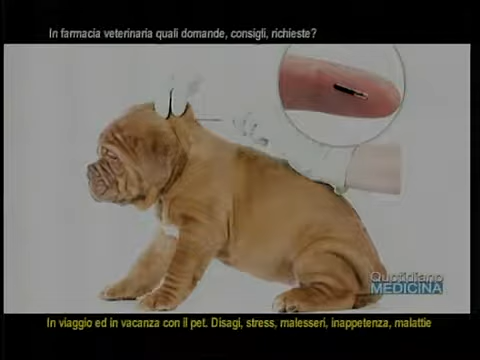 In farmacia veterinaria quali domande, consigli, richieste?
Quotidiano
MEDICINA
In viaggio ed in vacanza con il pet. Disagi, stress, malesseri, inappetenza, malattie